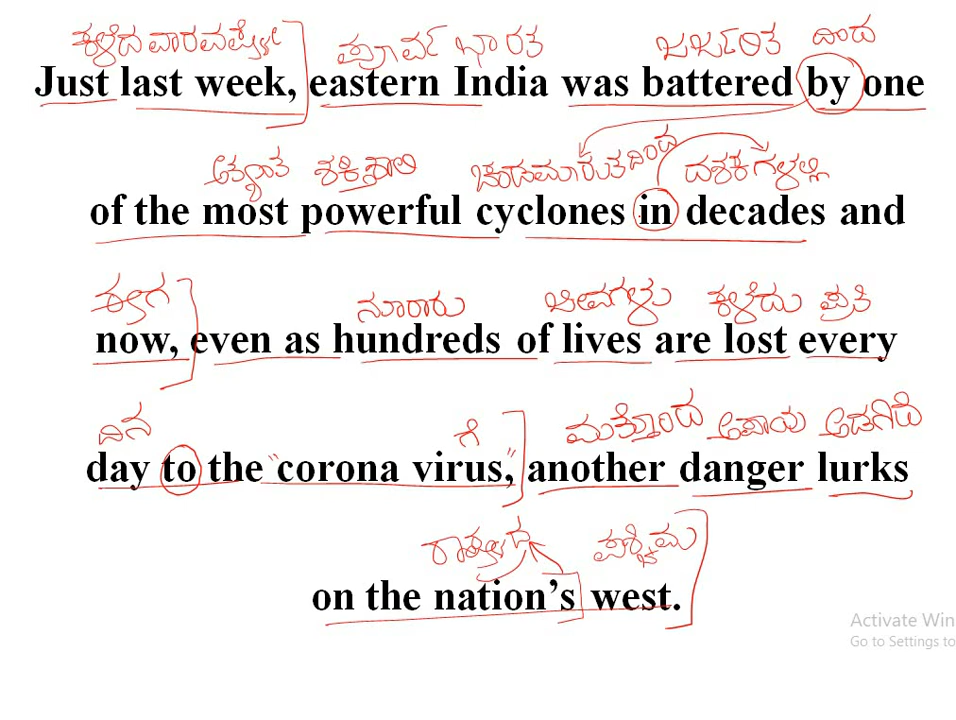 ಕಳೆದ ವಾರವಷ್ಟೇ ಪೂರ್ವ ಭಾರತ ಜರ್ಜರಿತ ದಿಂದ
Just last week, eastern India was battered by one
ಅತ್ಯಂತ ಶಕ್ತಿಶಾಲಿ ಚಂಡಮಾರುತದಿಂದ ದಶಕಗಳಲ್ಲಿ
of the most powerful cyclones in decades and
ಈಗ ನೂರಾರು ಜೀವಗಳು ಕಳೆದು ಪ್ರತಿ
now, even as hundreds of lives are lost every
ದಿನ ಗೆ ಮತ್ತೊಂದ ಅಪಾಯ ಅಡಗಿದೆ
day to the "corona virus," another danger lurks
ರಾಷ್ಟ್ರದ ಪಶ್ಚಿಮ
on the nation's west.
Activate Win
Go to Settings to